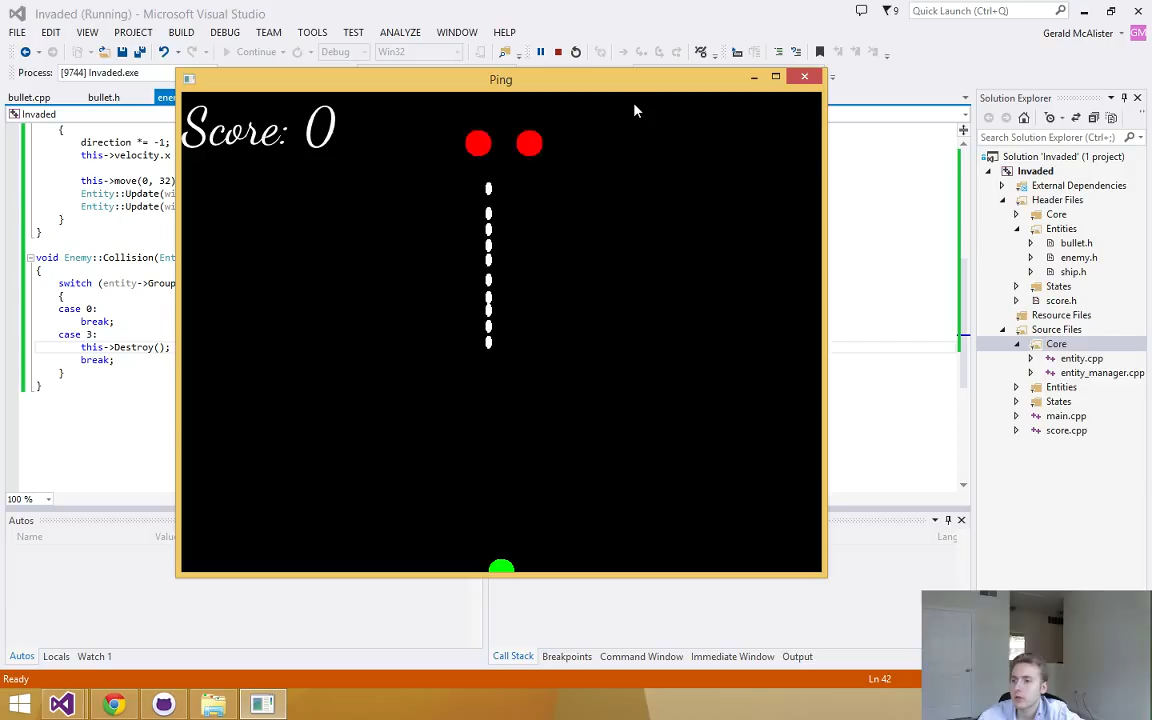 Invaded (Running) - Microsoft Visual Studio
9
Quick Launch (Ctrl+Q)
FILE EDIT VIEW PROJECT BUILD DEBUG TEAM TOOLS TEST ANALYZE WINDOW HELP
Gerald McAlister
GM
Continue
Debug
Win32
Process: [9744] Invaded.exe
Ping
bullet.cpp
bullet.h
Invaded
Score: 0
{
direction *= -1;
this->velocity.x
this->move(0, 32)
Entity::Update(wi
Entity::Update(wi
}
}
void Enemy::Collision(Ent
{
switch (entity->Group
{
case 0:
break;
case 3:
this->Destroy();
break;
}
}
100 %
Solution Explorer
Search Solution Explorer (Ctrl+;)
Solution 'Invaded' (1 project)
Invaded
External Dependencies
Header Files
Core
Entities
bullet.h
enemy.h
ship.h
States
score.h
Resource Files
Source Files
Core
entity.cpp
entity_manager.cpp
Entities
States
main.cpp
score.cpp
Autos
Name
Valu
Lang
Autos Locals Watch 1
Call Stack Breakpoints Command Window Immediate Window Output
Ready
Ln 42